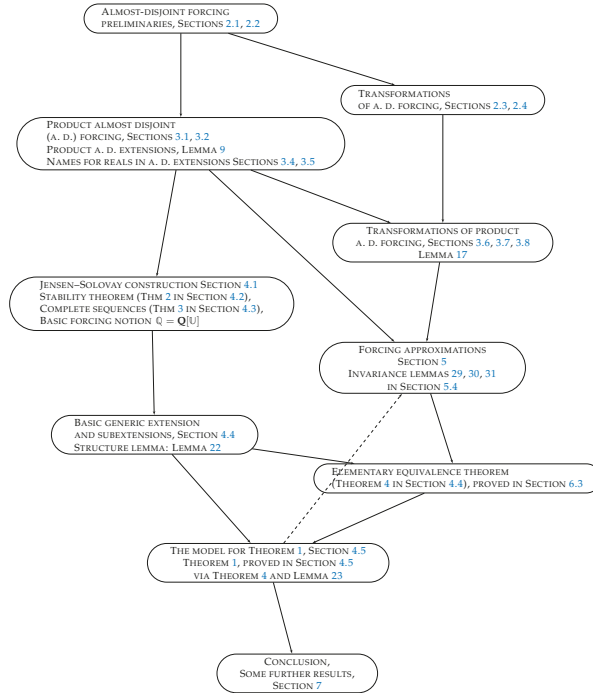 Almost-disjoint forcing
preliminaries, Sections 2.1, 2.2
Transformations
of a. d. forcing, Sections 2.3, 2.4
Product almost disjoint
(a. d.) forcing, Sections 3.1, 3.2
Product a. d. extensions, Lemma 9
Names for reals in a. d. extensions Sections 3.4, 3.5
Transformations of product
a. d. forcing, Sections 3.6, 3.7, 3.8
Lemma 17
Jensen–Solovay construction Section 4.1
Stability theorem (Thm 2 in Section 4.2),
Complete sequences (Thm 3 in Section 4.3),
Basic forcing notion ℚ = 𝐐[𝕌]
Forcing approximations
Section 5
Invariance lemmas 29, 30, 31
in Section 5.4
Basic generic extension
and subextensions, Section 4.4
Structure lemma: Lemma 22
Elementary equivalence theorem
(Theorem 4 in Section 4.4), proved in Section 6.3
The model for Theorem 1, Section 4.5
Theorem 1, proved in Section 4.5
via Theorem 4 and Lemma 23
Conclusion,
Some further results,
Section 7